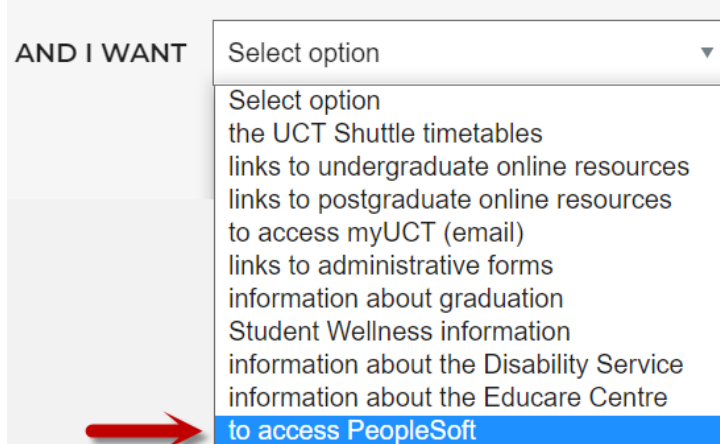 AND I WANT Select option
Select option
the UCT Shuttle timetables
links to undergraduate online resources
links to postgraduate online resources
to access myUCT (email)
links to administrative forms
information about graduation
Student Wellness information
information about the Disability Service
information about the Educare Centre
to access PeopleSoft